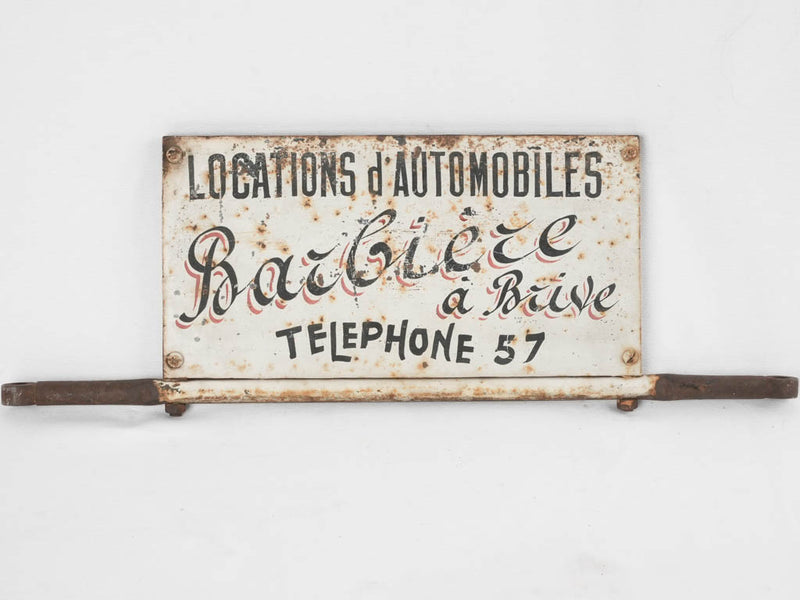 LOCATIONS d'AUTOMOBILES
Barbière
à Brive
TELEPHONE 57